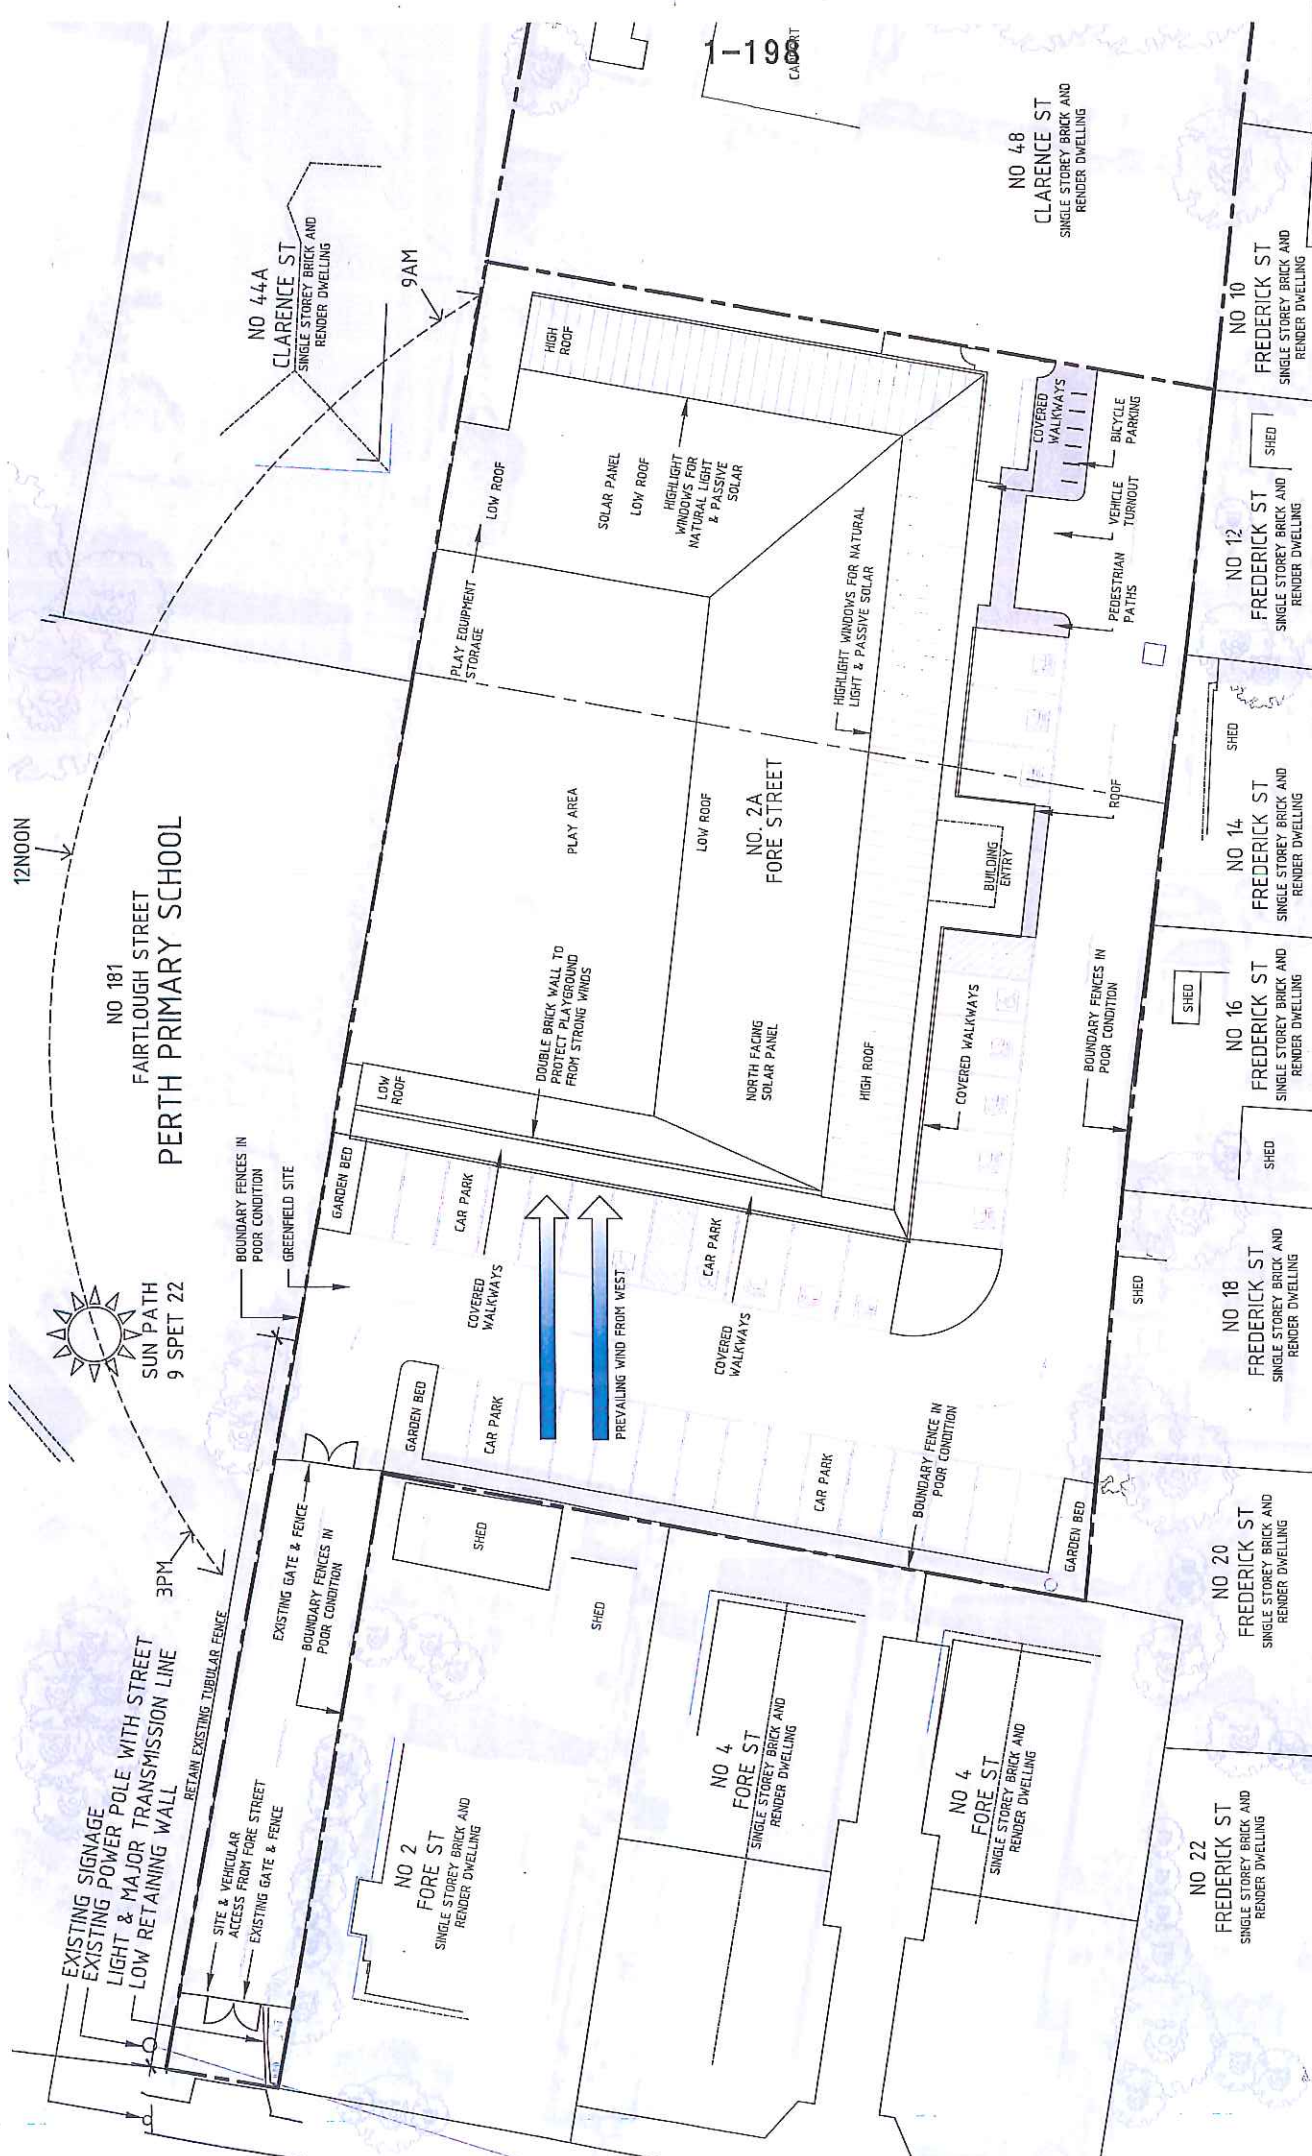 1-198
CARPORT
NO 48
CLARENCE ST
SINGLE STOREY BRICK AND
RENDER DWELLING
NO 44A
CLARENCE ST
SINGLE STOREY BRICK AND
RENDER DWELLING
9AM
12NOON
3PM
SUN PATH
9 SPET 22
NO 181
FAIRTLOUGH STREET
PERTH PRIMARY SCHOOL
EXISTING SIGNAGE
EXISTING POWER POLE WITH STREET
LIGHT & MAJOR TRANSMISSION LINE
LOW RETAINING WALL
RETAIN EXISTING TUBULAR FENCE
SITE & VEHICULAR
ACCESS FROM FORE STREET
EXISTING GATE & FENCE
EXISTING GATE & FENCE
BOUNDARY FENCES IN
POOR CONDITION
BOUNDARY FENCES IN
POOR CONDITION
GREENFIELD SITE
GARDEN BED
CAR PARK
COVERED
WALKWAYS
GARDEN BED
CAR PARK
PREVAILING WIND FROM WEST
CAR PARK
COVERED
WALKWAYS
CAR PARK
BOUNDARY FENCE IN
POOR CONDITION
GARDEN BED
LOW
ROOF
DOUBLE BRICK WALL TO
PROTECT PLAYGROUND
FROM STRONG WINDS
PLAY AREA
PLAY EQUIPMENT
STORAGE
LOW ROOF
HIGH
ROOF
SOLAR PANEL
LOW ROOF
HIGHLIGHT
WINDOWS FOR
NATURAL LIGHT
& PASSIVE
SOLAR
LOW ROOF
NO. 2A
FORE STREET
HIGHLIGHT WINDOWS FOR NATURAL
LIGHT & PASSIVE SOLAR
NORTH FACING
SOLAR PANEL
HIGH ROOF
COVERED WALKWAYS
BUILDING
ENTRY
ROOF
COVERED
WALKWAYS
BICYCLE
PARKING
VEHICLE
TURNOUT
PEDESTRIAN
PATHS
BOUNDARY FENCES IN
POOR CONDITION
SHED
SHED
NO 2
FORE ST
SINGLE STOREY BRICK AND
RENDER DWELLING
NO 4
FORE ST
SINGLE STOREY BRICK AND
RENDER DWELLING
NO 4
FORE ST
SINGLE STOREY BRICK AND
RENDER DWELLING
NO 22
FREDERICK ST
SINGLE STOREY BRICK AND
RENDER DWELLING
NO 20
FREDERICK ST
SINGLE STOREY BRICK AND
RENDER DWELLING
SHED
NO 18
FREDERICK ST
SINGLE STOREY BRICK AND
RENDER DWELLING
SHED
SHED
NO 16
FREDERICK ST
SINGLE STOREY BRICK AND
RENDER DWELLING
SHED
NO 14
FREDERICK ST
SINGLE STOREY BRICK AND
RENDER DWELLING
SHED
NO 12
FREDERICK ST
SINGLE STOREY BRICK AND
RENDER DWELLING
NO 10
FREDERICK ST
SINGLE STOREY BRICK AND
RENDER DWELLING